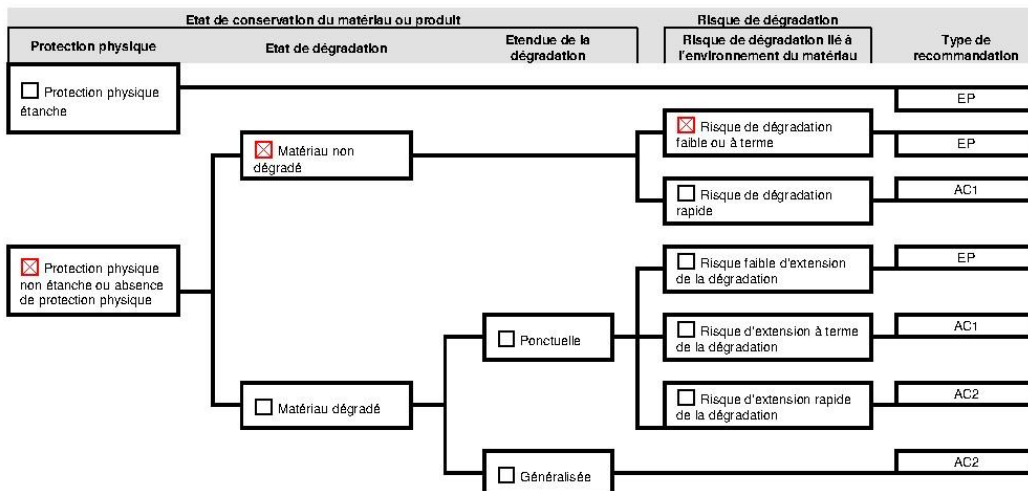 Etat de conservation du matériau ou produit
Risque de dégradation
Protection physique
Etat de dégradation
Etendue de la
dégradation
Risque de dégradation lié à
l'environnement du matériau
Type de
recommandation
Protection physique
étanche
EP
Matériau non
dégradé
Risque de dégradation
faible ou à terme
EP
Risque de dégradation
rapide
AC1
Protection physique
non étanche ou absence
de protection physique
Risque faible d'extension
de la dégradation
EP
Ponctuelle
Risque d'extension à terme
de la dégradation
AC1
Matériau dégradé
Risque d'extension rapide
de la dégradation
AC2
Généralisée
AC2